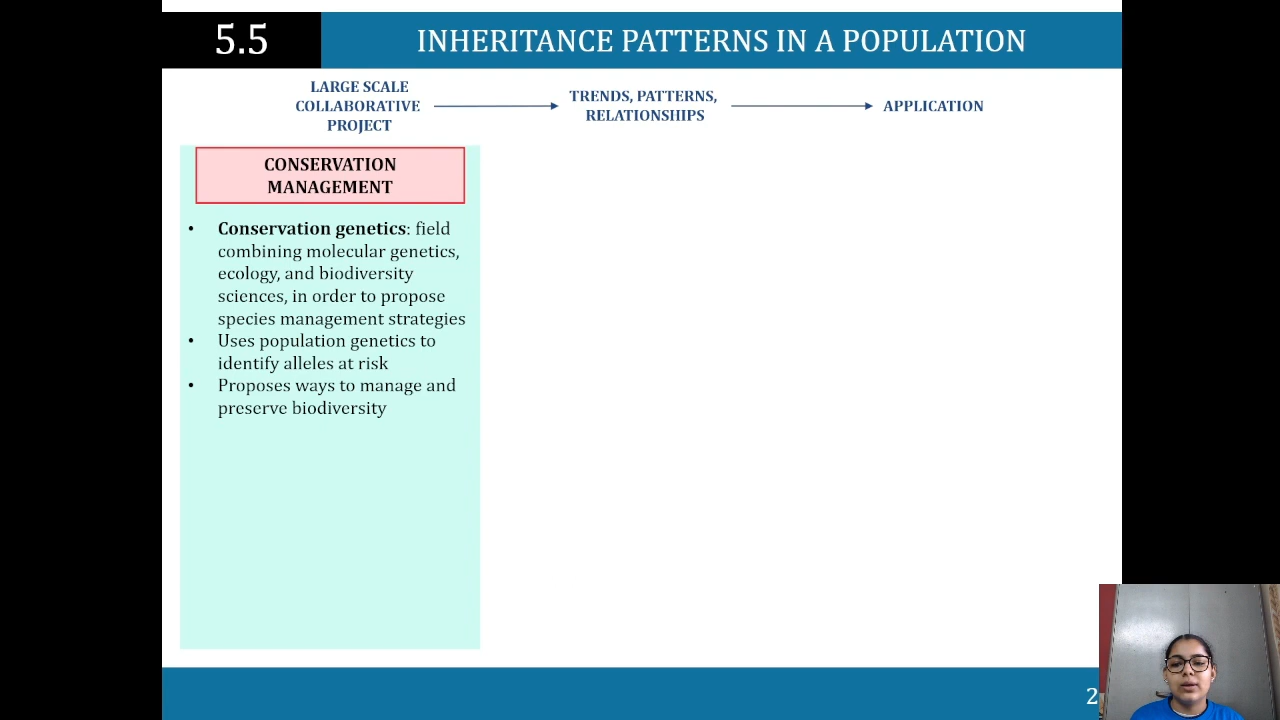 5.5
INHERITANCE PATTERNS IN A POPULATION
LARGE SCALE
COLLABORATIVE
PROJECT
TRENDS, PATTERNS,
RELATIONSHIPS
APPLICATION
CONSERVATION
MANAGEMENT
• Conservation genetics: field
combining molecular genetics,
ecology, and biodiversity
sciences, in order to propose
species management strategies
• Uses population genetics to
identify alleles at risk
• Proposes ways to manage and
preserve biodiversity
2